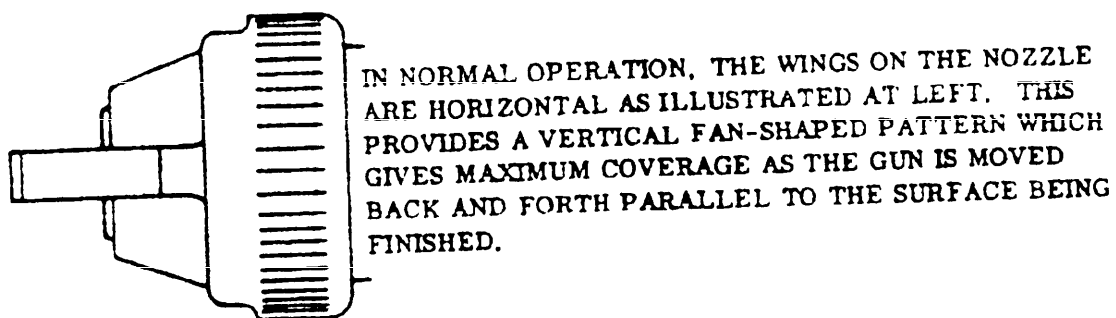 IN NORMAL OPERATION, THE WINGS ON THE NOZZLE
ARE HORIZONTAL AS ILLUSTRATED AT LEFT. THIS
PROVIDES A VERTICAL FAN-SHAPED PATTERN WHICH
GIVES MAXIMUM COVERAGE AS THE GUN IS MOVED
BACK AND FORTH PARALLEL TO THE SURFACE BEING
FINISHED.